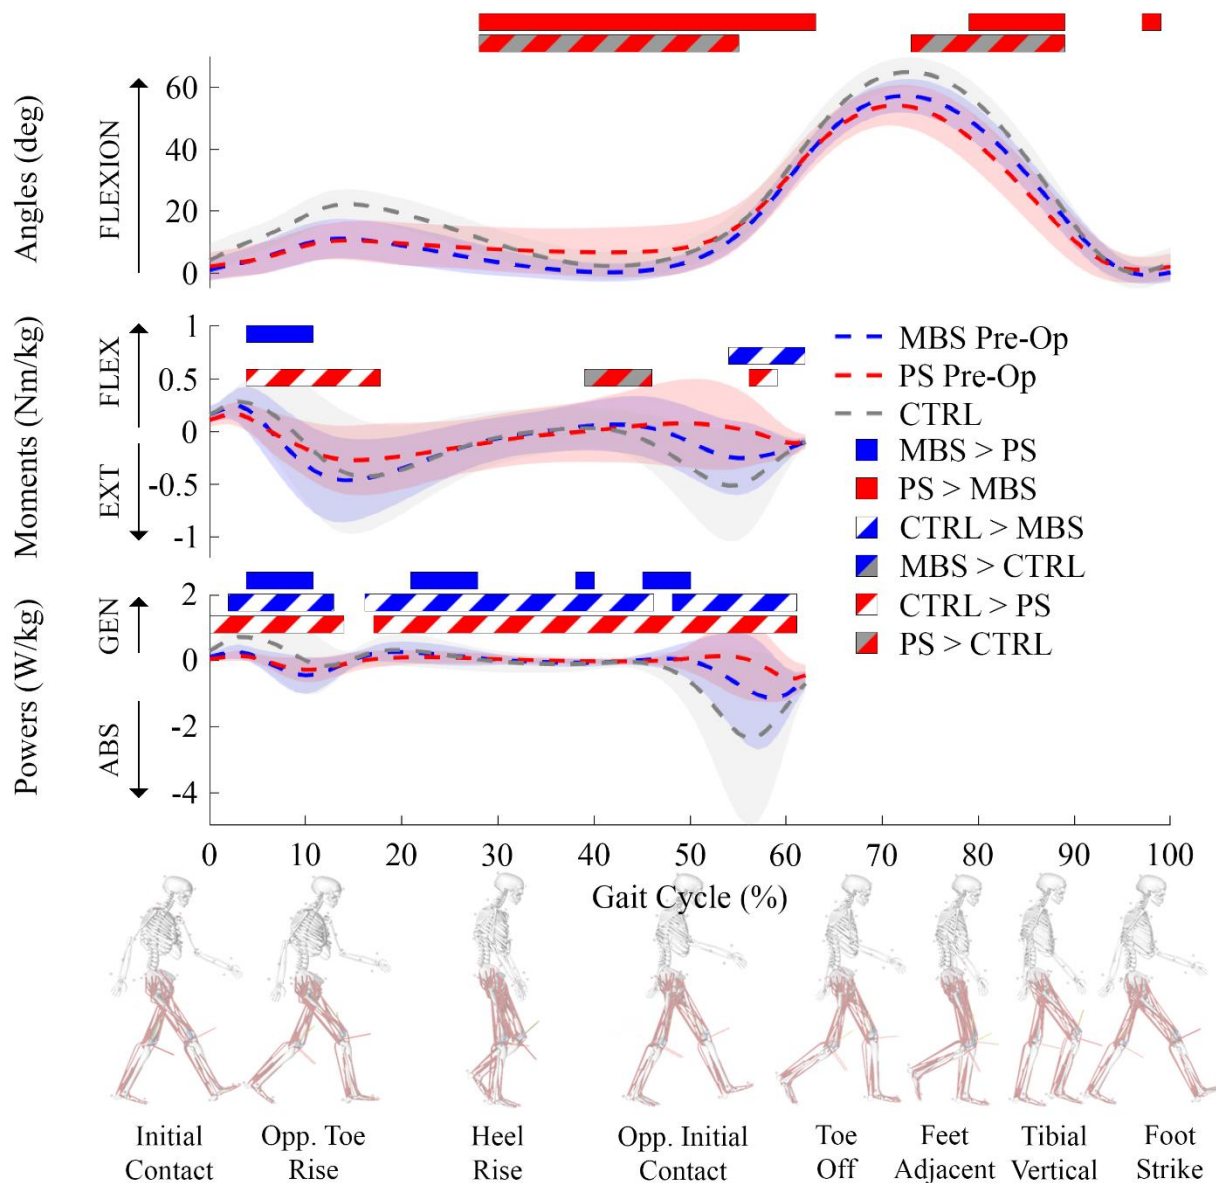 Angles (deg)
FLEXION
60
40
20
0
Moments (Nm/kg)
FLEX
EXT
1
0.5
0
-0.5
-1
MBS Pre-Op
PS Pre-Op
CTRL
MBS > PS
PS > MBS
CTRL > MBS
MBS > CTRL
CTRL > PS
PS > CTRL
Powers (W/kg)
GEN
ABS
2
0
-2
-4
0 10 20 30 40 50 60 70 80 90 100
Gait Cycle (%)
Initial
Contact
Opp. Toe
Rise
Heel
Rise
Opp. Initial
Contact
Toe
Off
Feet
Adjacent
Tibial
Vertical
Foot
Strike